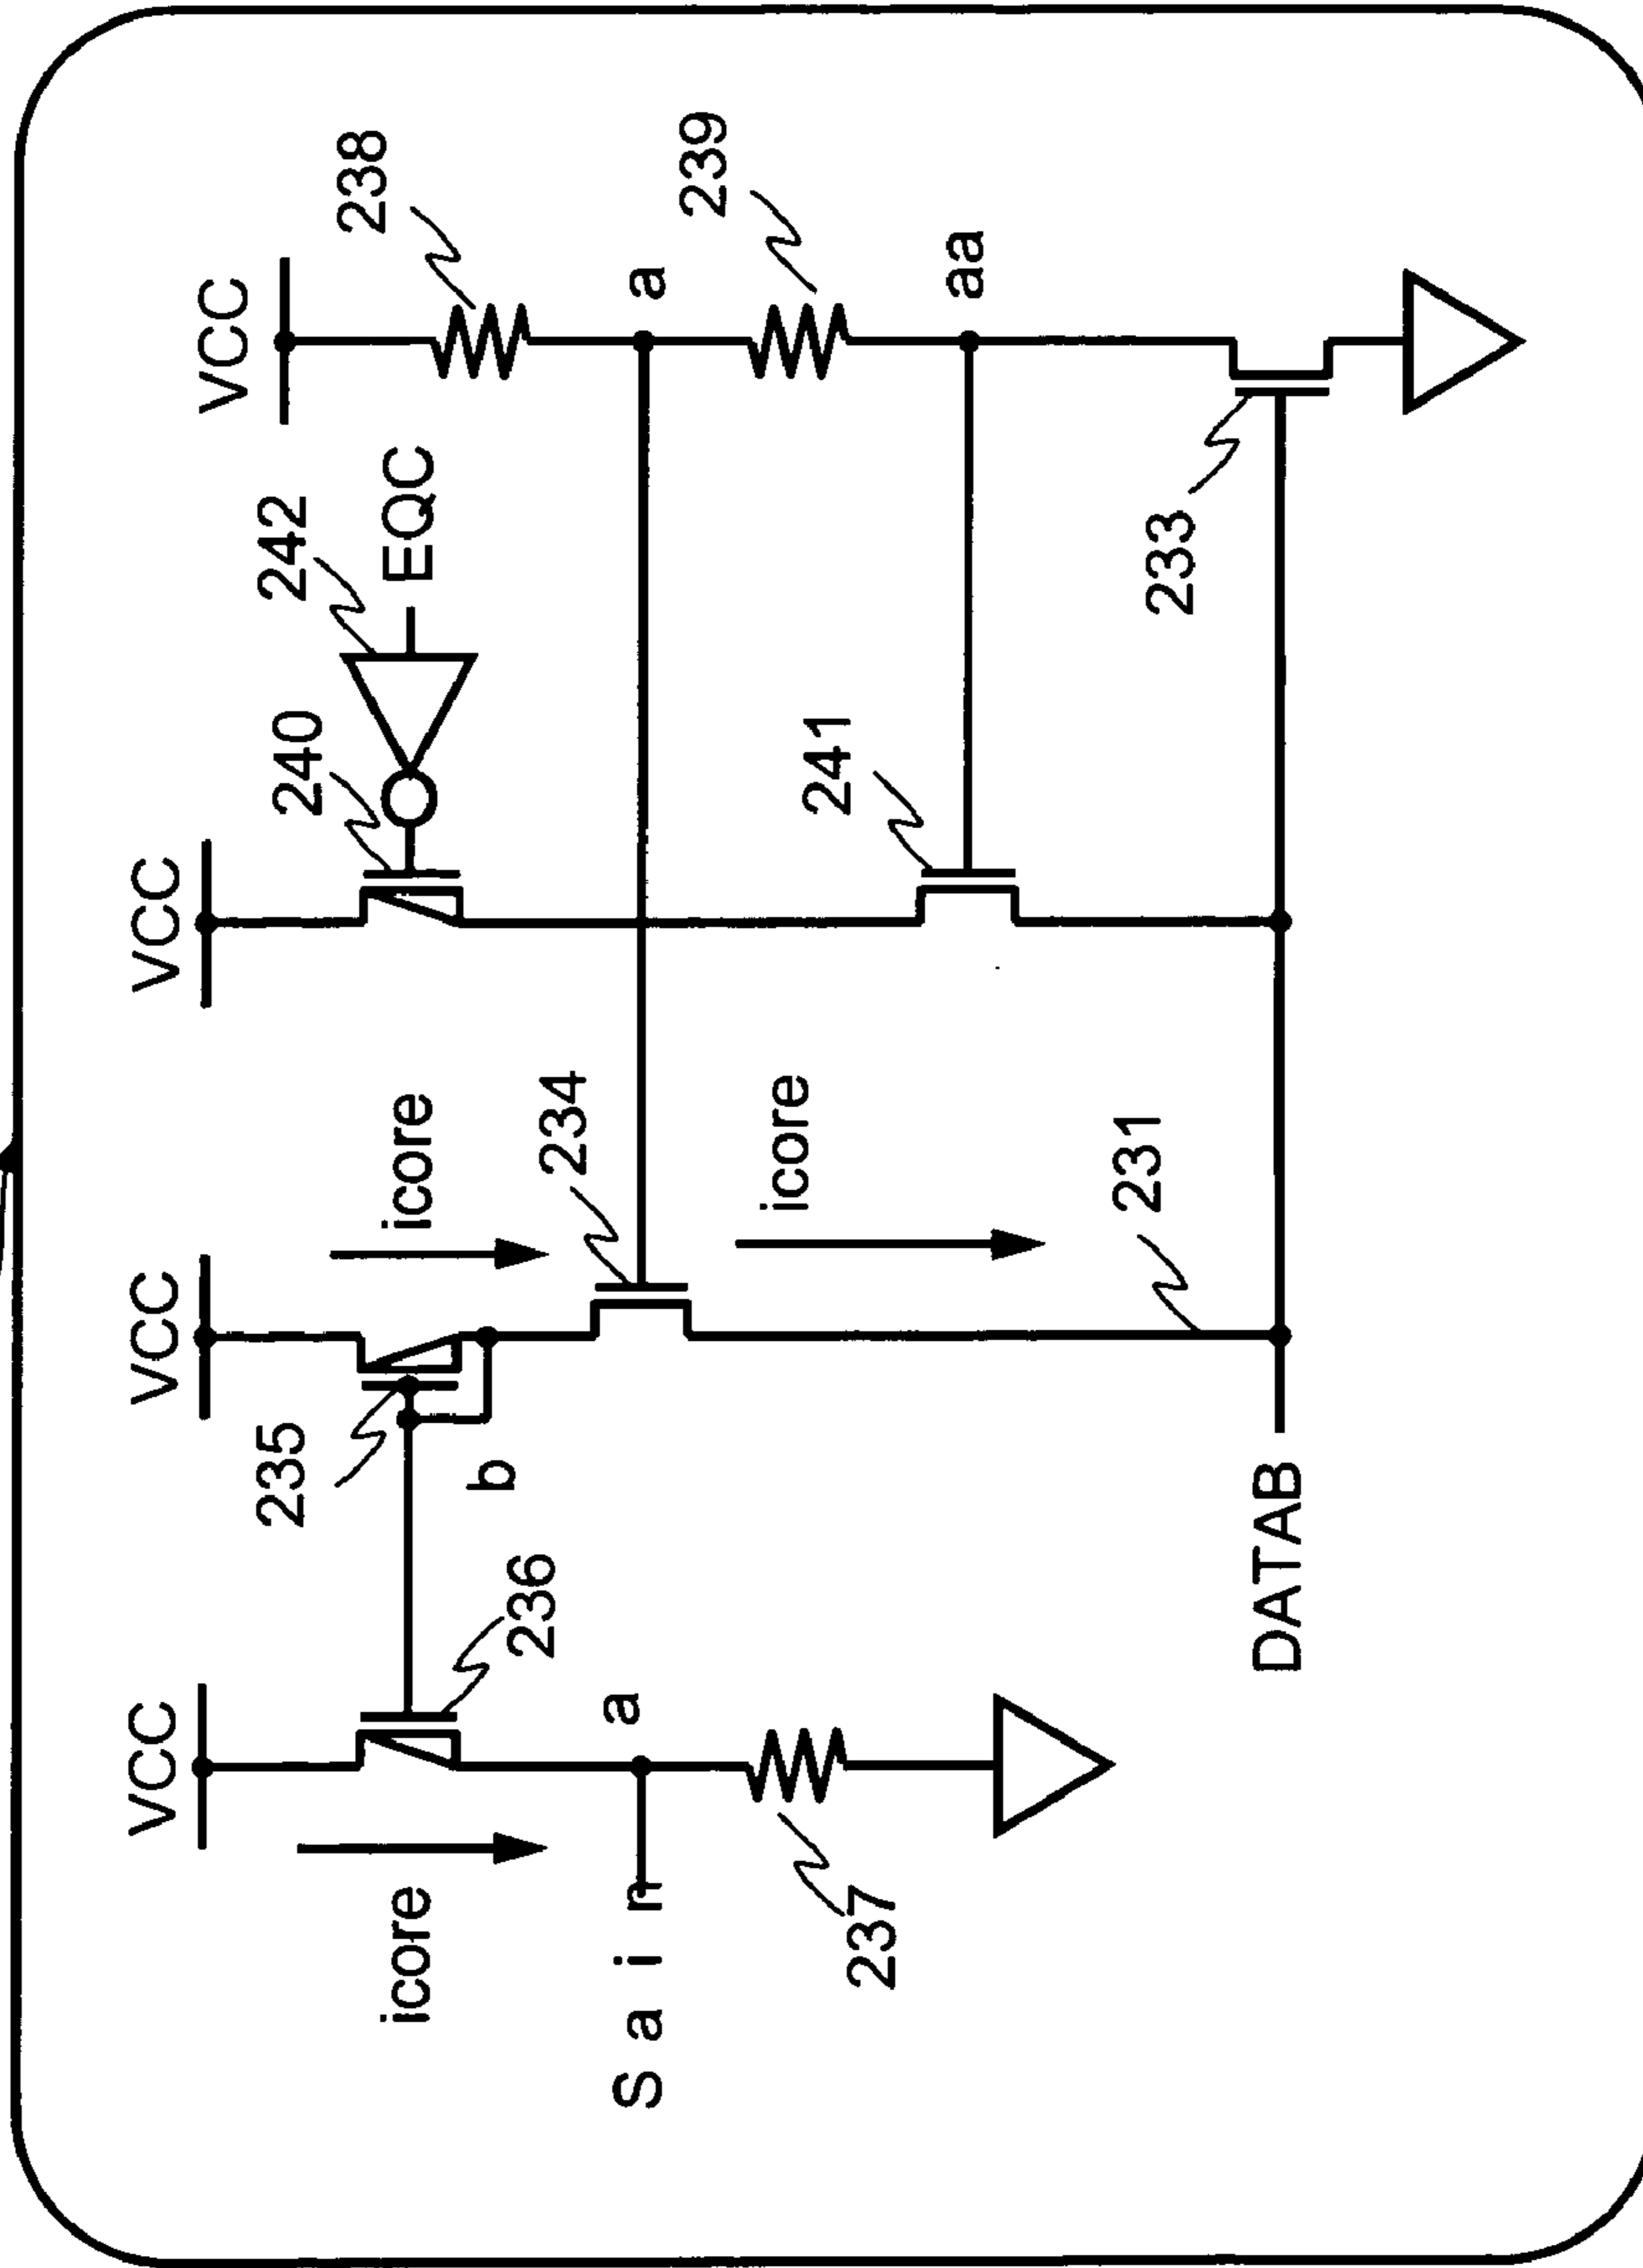 VCC
VCC
VCC
VCC
235
240
242
238
icore
icore
EQC
b
236
234
a
a
S a i n
239
icore
241
237
aa
231
233
DATAB